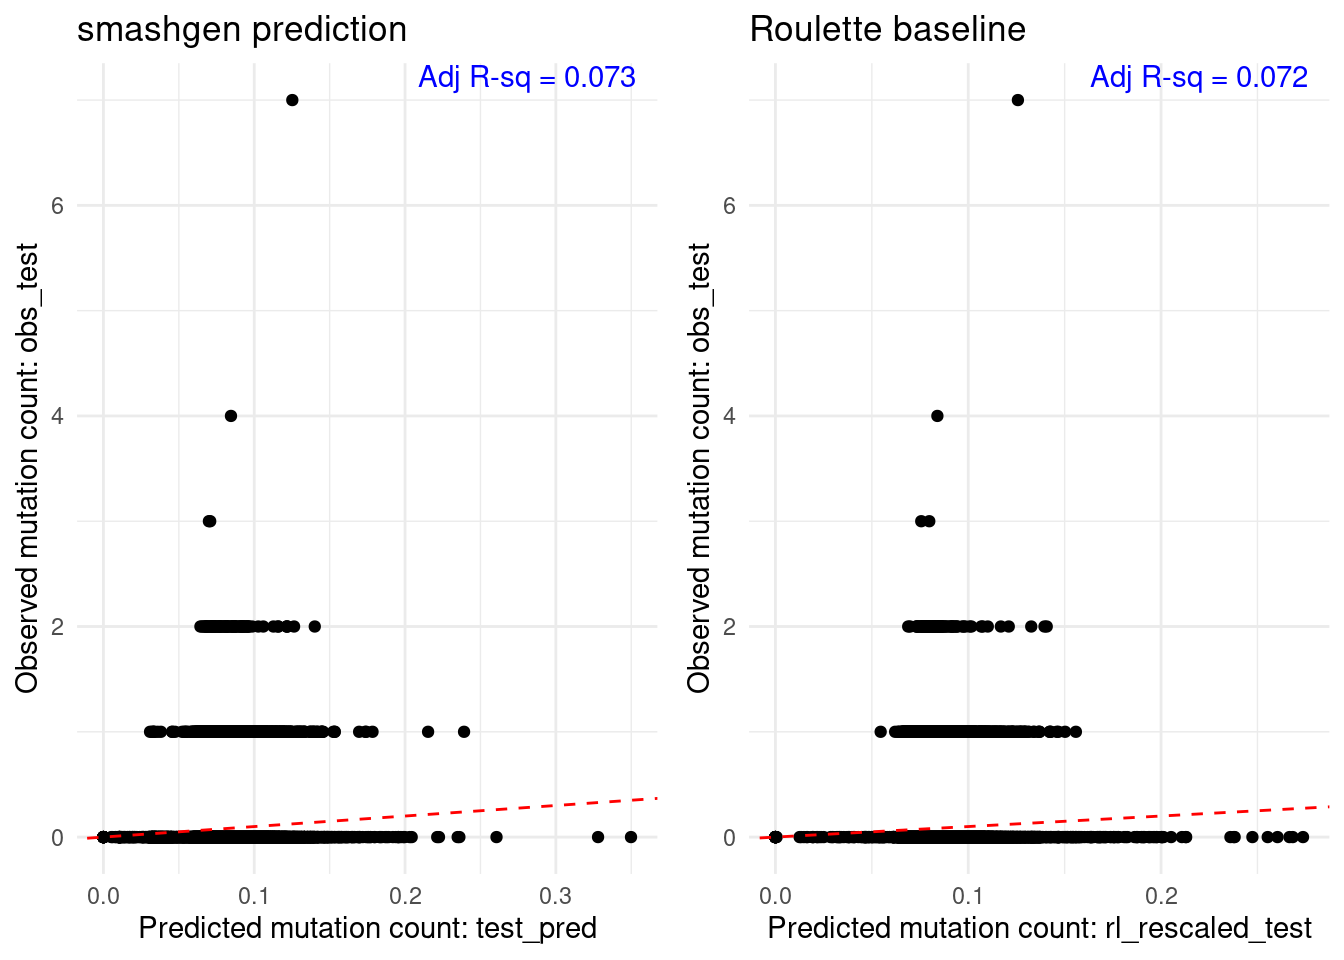 smashgen prediction
Adj R-sq = 0.073
Observed mutation count: obs_test
6
4
2
0
0.0
0.1
0.2
0.3
Predicted mutation count: test_pred
Roulette baseline
Adj R-sq = 0.072
Observed mutation count: obs_test
6
4
2
0
0.0
0.1
0.2
Predicted mutation count: rl_rescaled_test